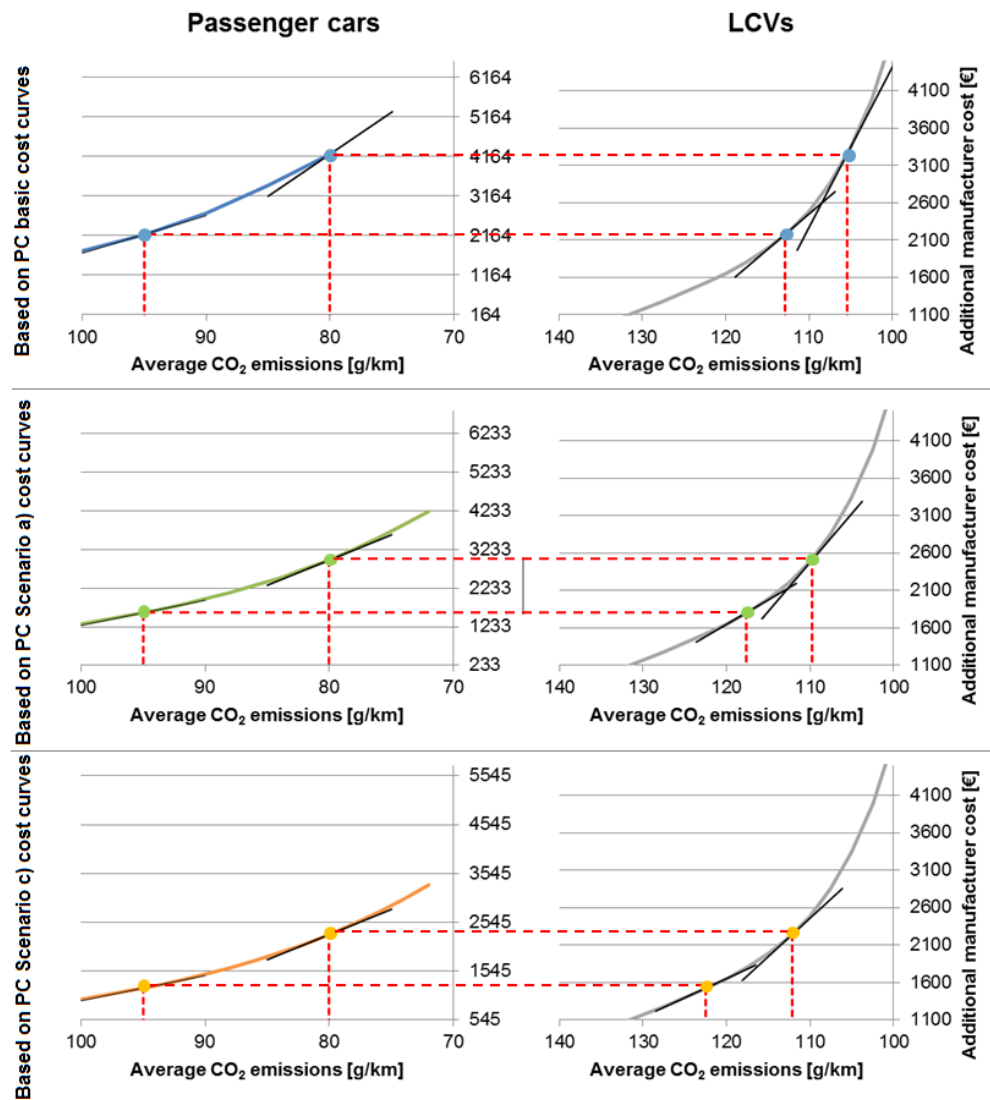 Passenger cars
LCVs
Based on PC basic cost curves
6164
5164
4164
3164
2164
1164
164
100 90 80 70
Average CO₂ emissions [g/km]
4100
3600
3100
2600
2100
1600
1100
140 130 120 110 100
Average CO₂ emissions [g/km]
Additional manufacturer cost [€]
Based on PC Scenario a) cost curves
6233
5233
4233
3233
2233
1233
233
100 90 80 70
Average CO₂ emissions [g/km]
4100
3600
3100
2600
2100
1600
1100
140 130 120 110 100
Average CO₂ emissions [g/km]
Additional manufacturer cost [€]
Based on PC Scenario c) cost curves
5545
4545
3545
2545
1545
545
100 90 80 70
Average CO₂ emissions [g/km]
4100
3600
3100
2600
2100
1600
1100
140 130 120 110 100
Average CO₂ emissions [g/km]
Additional manufacturer cost [€]